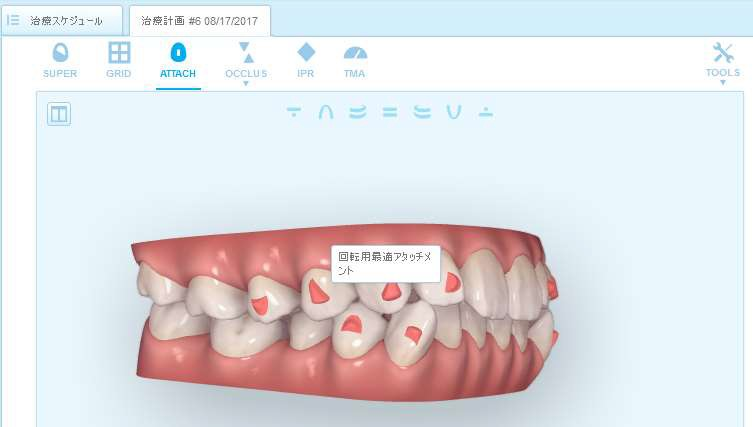 治療スケジュール
治療計画 #6 08/17/2017
SUPER
GRID
ATTACH
OCCLUS
IPR
TMA
TOOLS
回転用最適アタッチメ
ント